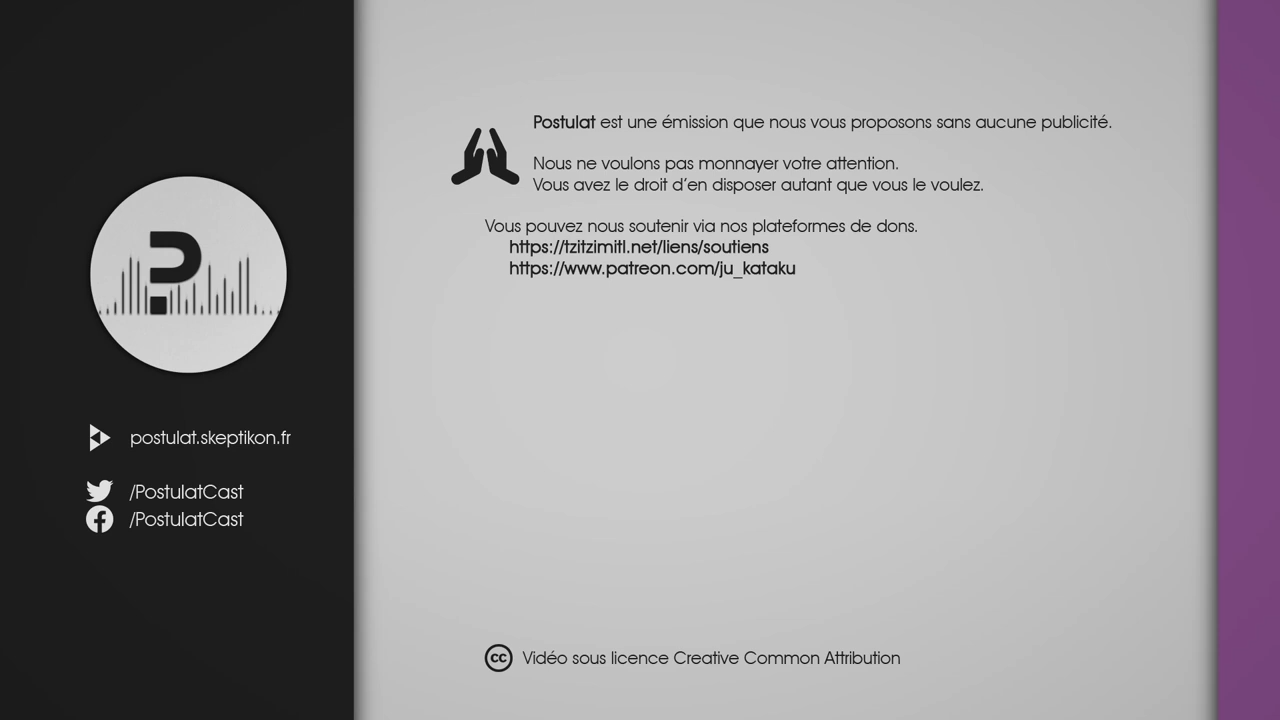 postulat.skeptikon.fr
/PostulatCast
/PostulatCast
Postulat est une émission que nous vous proposons sans aucune publicité.
Nous ne voulons pas monnayer votre attention.
Vous avez le droit d’en disposer autant que vous le voulez.
Vous pouvez nous soutenir via nos plateformes de dons.
https://tzitzimitl.net/liens/soutiens
https://www.patreon.com/ju_kataku
cc Vidéo sous licence Creative Common Attribution